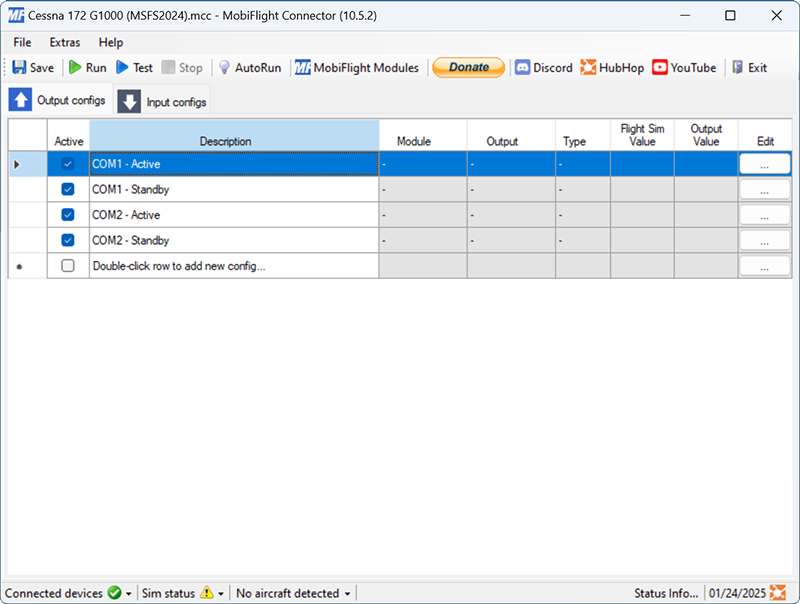 MF Cessna 172 G1000 (MSFS2024).mcc - MobiFlight Connector (10.5.2)
File Extras Help
Save Run Test Stop AutoRun MF MobiFlight Modules Donate Discord HubHop YouTube Exit
Output configs Input configs
Active Description Module Output Type Flight Sim Value Output Value Edit
COM1 - Active - - - ...
COM1 - Standby - - - ...
COM2 - Active - - - ...
COM2 - Standby - - - ...
Double-click row to add new config... ...
Connected devices Sim status No aircraft detected Status Info... 01/24/2025